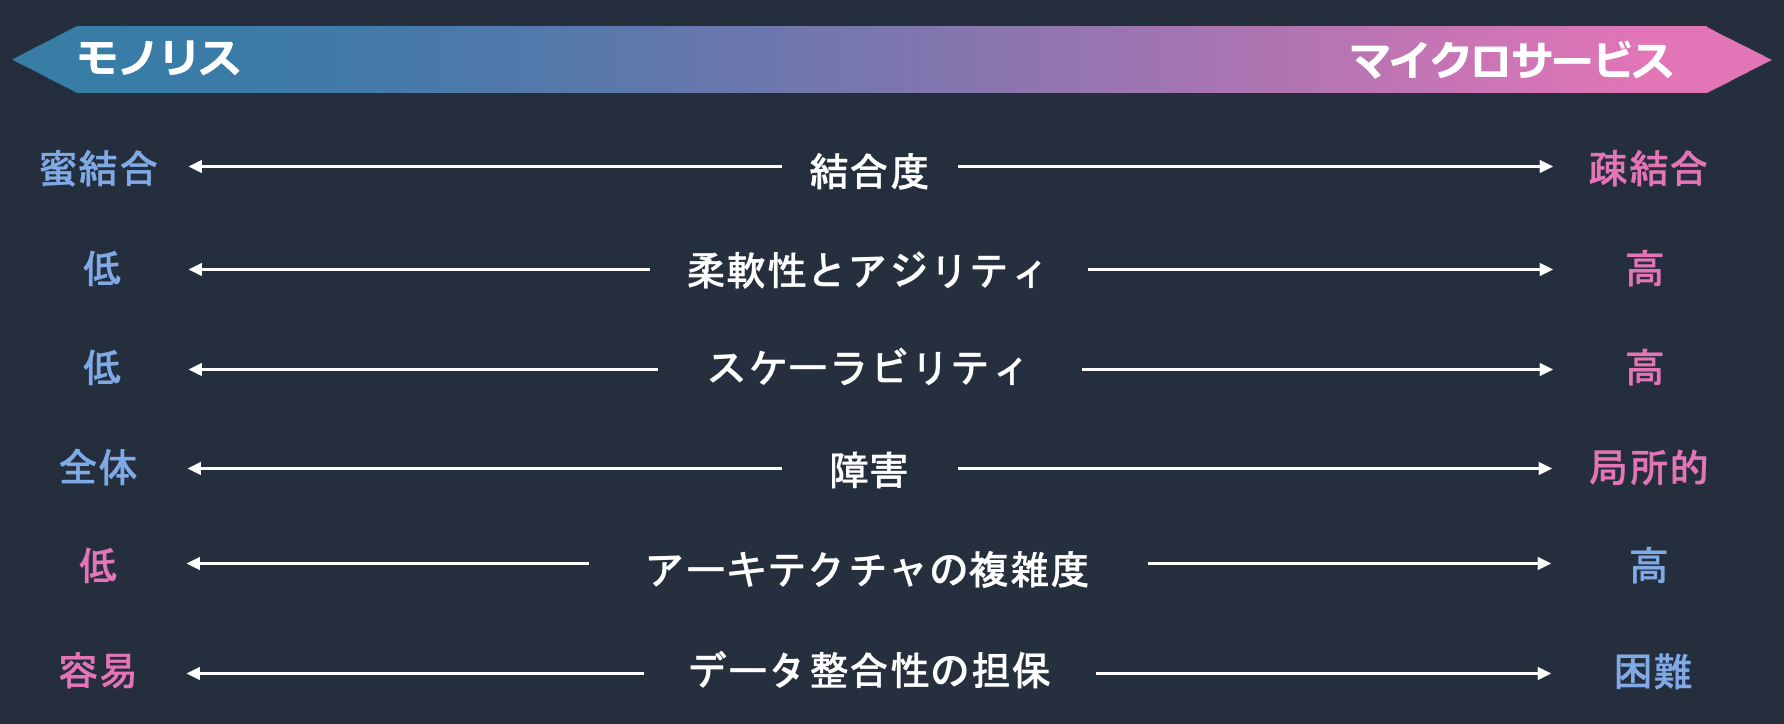 モノリス マイクロサービス
蜜結合 結合度 疎結合
低 柔軟性とアジリティ 高
低 スケーラビリティ 高
全体 障害 局所的
低 アーキテクチャの複雑度 高
容易 データ整合性の担保 困難